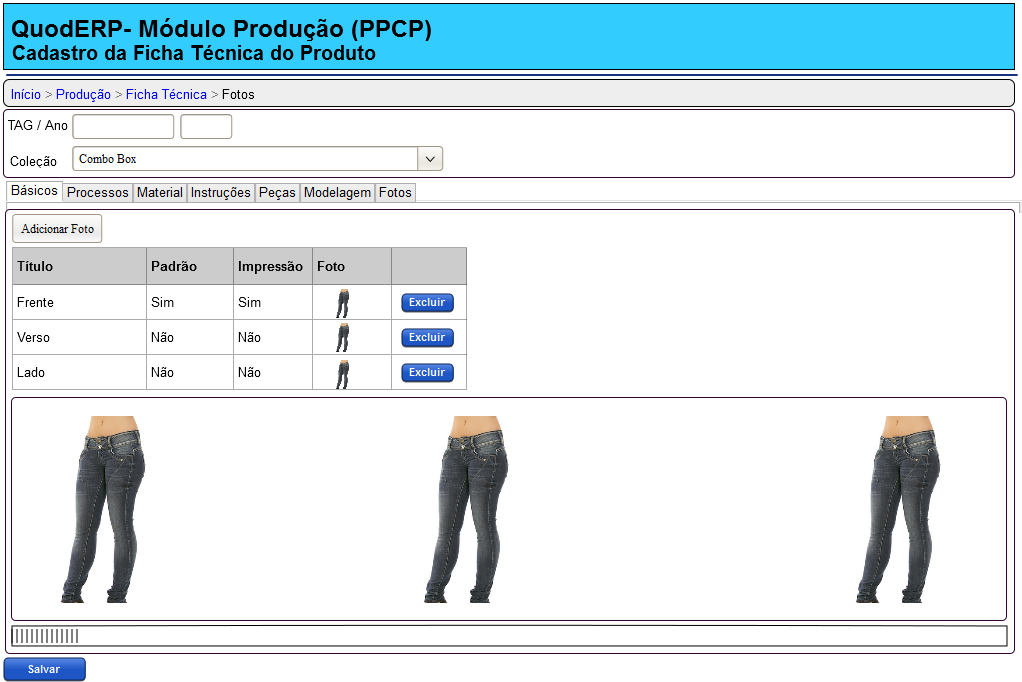 QuodERP- Módulo Produção (PPCP)
Cadastro da Ficha Técnica do Produto
Início > Produção > Ficha Técnica > Fotos
TAG / Ano
Coleção Combo Box
Básicos Processos Material Instruções Peças Modelagem Fotos
Adicionar Foto
Título Padrão Impressão Foto
Frente Sim Sim Excluir
Verso Não Não Excluir
Lado Não Não Excluir
Salvar